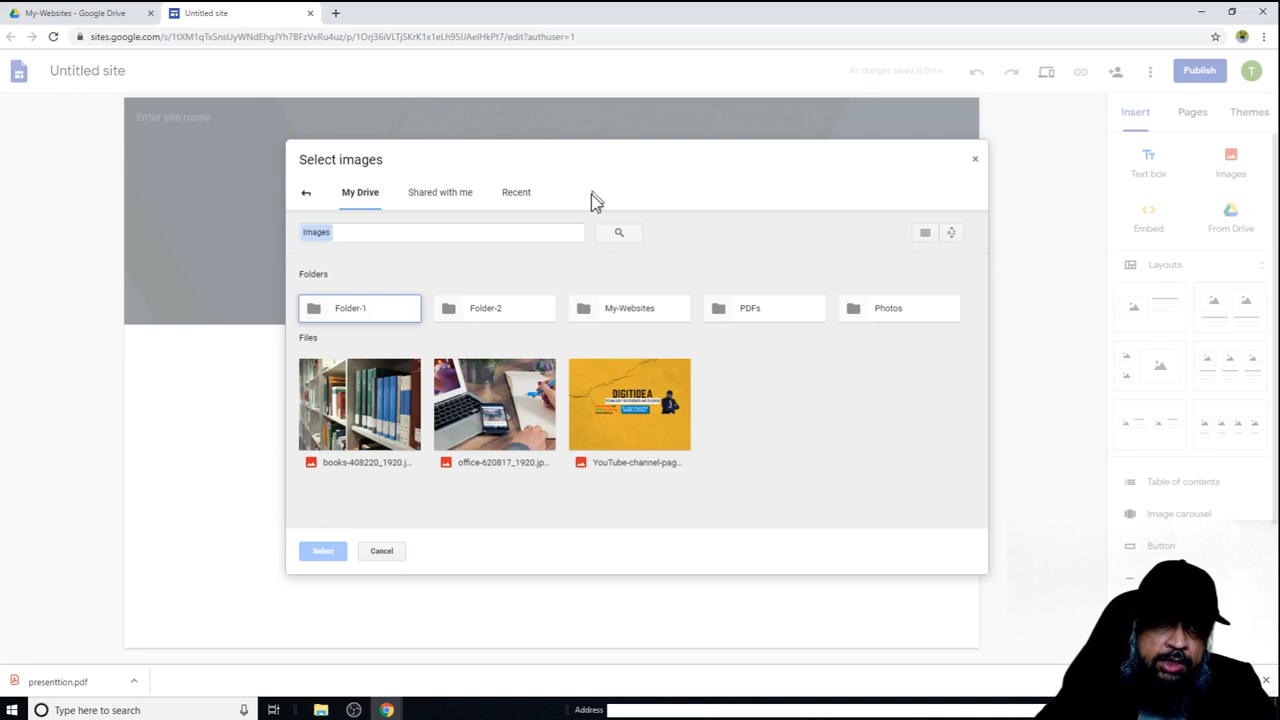 My-Websites - Google Drive
Untitled site
sites.google.com/s/1tXM1qTxSnsUyWNdEhgJYh7BFzVxRu4uz/p/1Orj36iVLTjSKrK1x1eLh95lJAelHkPt7/edit?authuser=1
Untitled site
All changes saved in Drive
Publish
T
Enter site name
Insert
Pages
Themes
Select images
My Drive
Shared with me
Recent
Images
Folders
Folder-1
Folder-2
My-Websites
PDFs
Photos
Files
DIGITIDEA
books-408220_1920.j...
office-620817_1920.jp...
YouTube-channel-pag...
Select
Cancel
Text box
Images
Embed
From Drive
Layouts
Table of contents
Image carousel
Button
presenttion.pdf
Type here to search
Address